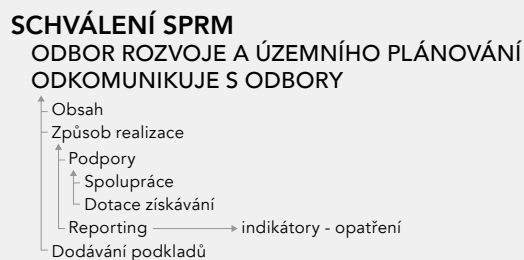 SCHVÁLENÍ SPRM
ODBOR ROZVOJE A ÚZEMNÍHO PLÁNOVÁNÍ
ODKOMUNIKUJE S ODBORY
Obsah
Způsob realizace
Podpory
Spolupráce
Dotace získávání
Reporting indikátory - opatření
Dodávání podkladů